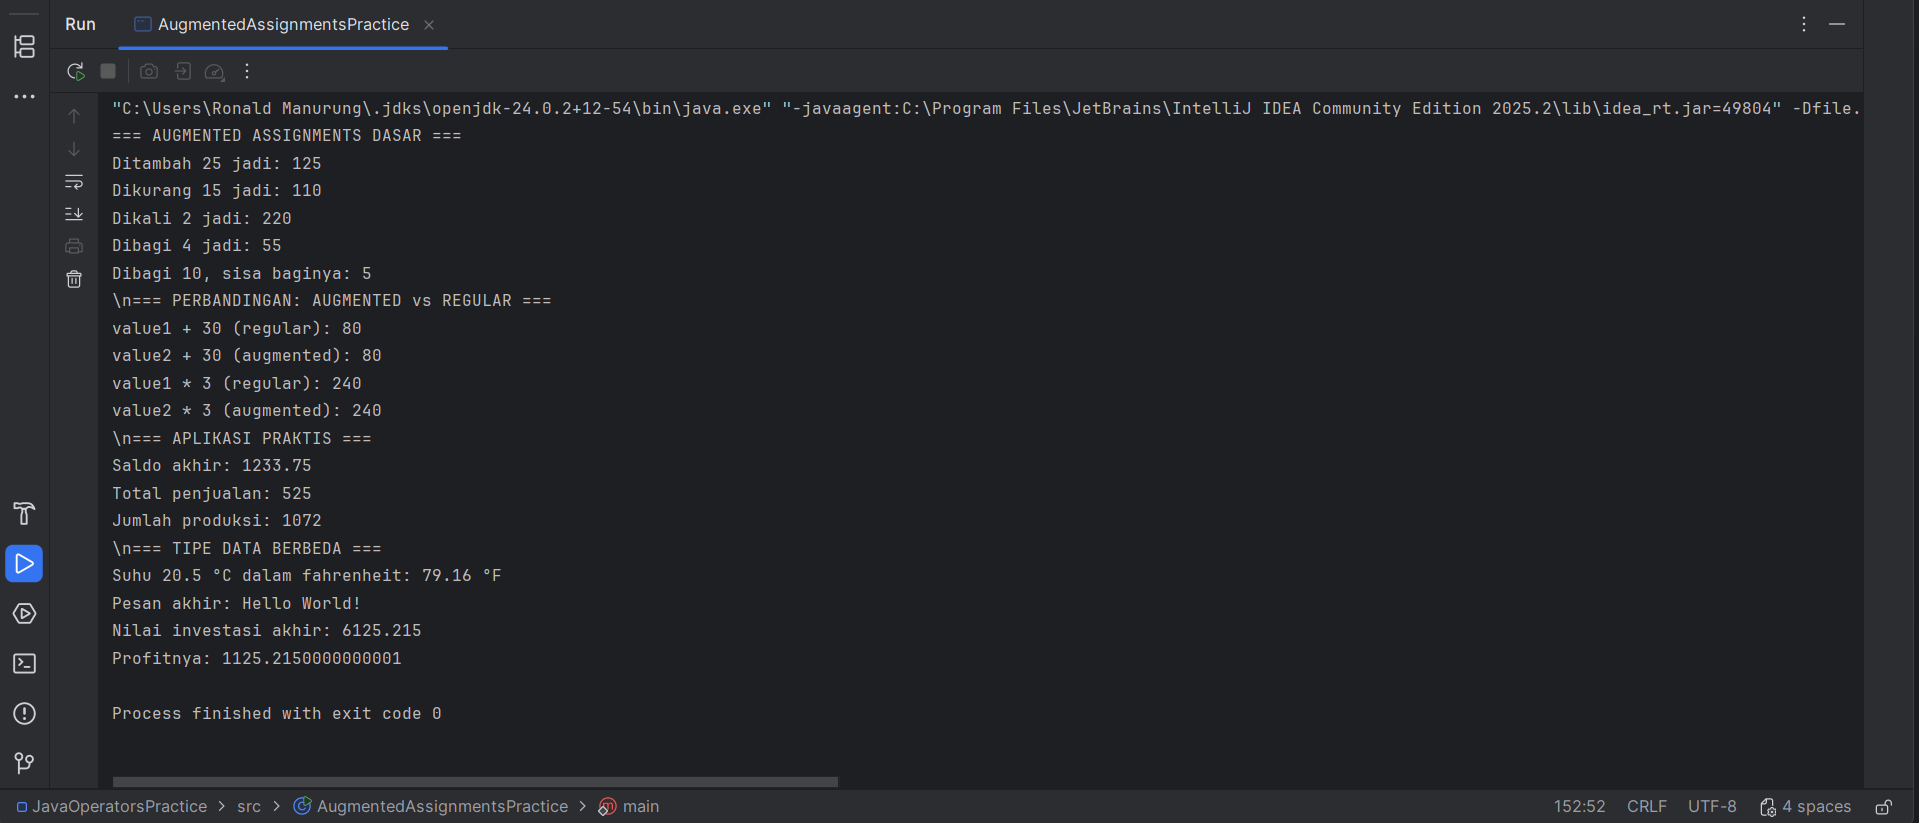 Run
AugmentedAssignmentsPractice
"C:\Users\Ronald Manurung\.jdks\openjdk-24.0.2+12-54\bin\java.exe" "-javaagent:C:\Program Files\JetBrains\IntelliJ IDEA Community Edition 2025.2\lib\idea_rt.jar=49804" -Dfile.
=== AUGMENTED ASSIGNMENTS DASAR ===
Ditambah 25 jadi: 125
Dikurang 15 jadi: 110
Dikali 2 jadi: 220
Dibagi 4 jadi: 55
Dibagi 10, sisa baginya: 5
\n=== PERBANDINGAN: AUGMENTED vs REGULAR ===
value1 + 30 (regular): 80
value2 + 30 (augmented): 80
value1 * 3 (regular): 240
value2 * 3 (augmented): 240
\n=== APLIKASI PRAKTIS ===
Saldo akhir: 1233.75
Total penjualan: 525
Jumlah produksi: 1072
\n=== TIPE DATA BERBEDA ===
Suhu 20.5 °C dalam fahrenheit: 79.16 °F
Pesan akhir: Hello World!
Nilai investasi akhir: 6125.215
Profitnya: 1125.2150000000001
Process finished with exit code 0
JavaOperatorsPractice > src > AugmentedAssignmentsPractice > main
152:52 CRLF UTF-8 4 spaces